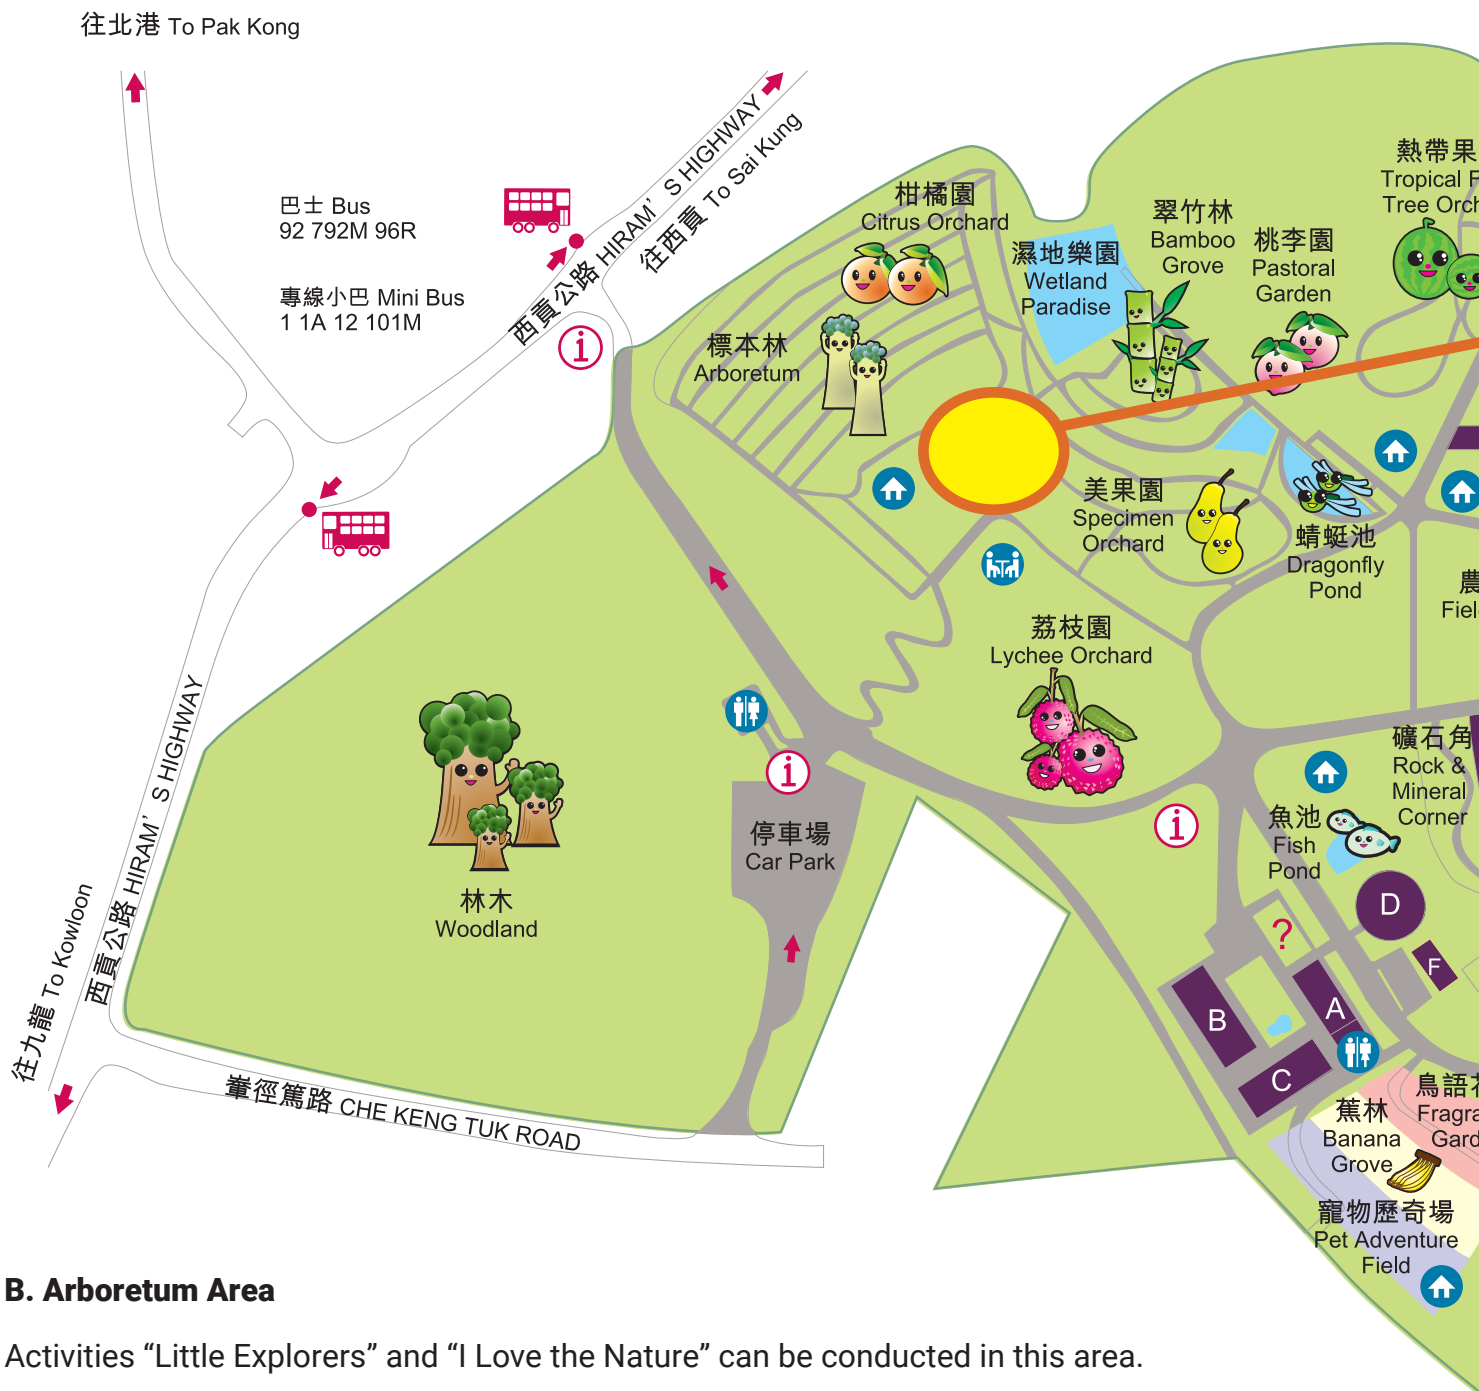 往北港 To Pak Kong
巴士 Bus
92 792M 96R
專線小巴 Mini Bus
1 1A 12 101M
西貢公路 HIRAM'S HIGHWAY
往西貢 To Sai Kung
柑橘園
Citrus Orchard
標本林
Arboretum
濕地樂園
Wetland
Paradise
翠竹林
Bamboo
Grove
桃李園
Pastoral
Garden
熱帶果
Tropical F
Tree Orch
美果園
Specimen
Orchard
蜻蜓池
Dragonfly
Pond
農
Fiel
荔枝園
Lychee Orchard
礦石角
Rock &
Mineral
Corner
魚池
Fish
Pond
停車場
Car Park
林木
Woodland
西貢公路 HIRAM'S HIGHWAY
往九龍 To Kowloon
輋徑篤路 CHE KENG TUK ROAD
D
F
?
B
A
C
鳥語花
Fragra
Gard
蕉林
Banana
Grove
寵物歷奇場
Pet Adventure
Field
B. Arboretum Area
Activities “Little Explorers” and “I Love the Nature” can be conducted in this area.